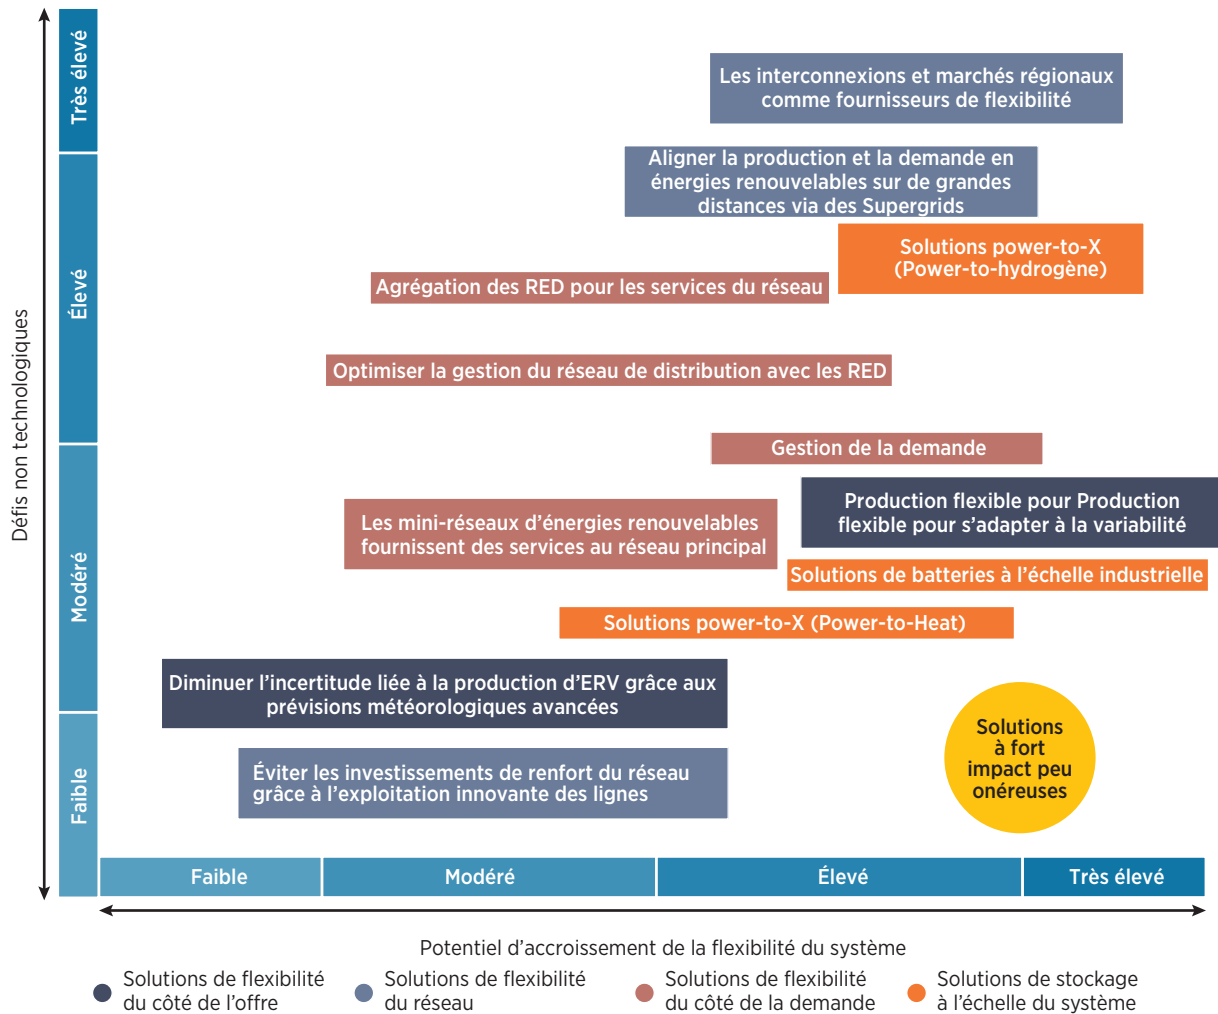 Défis non technologiques
Très élevé
Élevé
Modéré
Faible
Les interconnexions et marchés régionaux
comme fournisseurs de flexibilité
Aligner la production et la demande en
énergies renouvelables sur de grandes
distances via des Supergrids
Solutions power-to-X
(Power-to-hydrogène)
Agrégation des RED pour les services du réseau
Optimiser la gestion du réseau de distribution avec les RED
Gestion de la demande
Production flexible pour Production
flexible pour s’adapter à la variabilité
Les mini-réseaux d’énergies renouvelables
fournissent des services au réseau principal
Solutions de batteries à l’échelle industrielle
Solutions power-to-X (Power-to-Heat)
Diminuer l’incertitude liée à la production d’ERV grâce aux
prévisions météorologiques avancées
Éviter les investissements de renfort du réseau
grâce à l’exploitation innovante des lignes
Solutions
à fort
impact peu
onéreuses
Faible
Modéré
Élevé
Très élevé
Potentiel d’accroissement de la flexibilité du système
Solutions de flexibilité
du côté de l’offre
Solutions de flexibilité
du réseau
Solutions de flexibilité
du côté de la demande
Solutions de stockage
à l’échelle du système